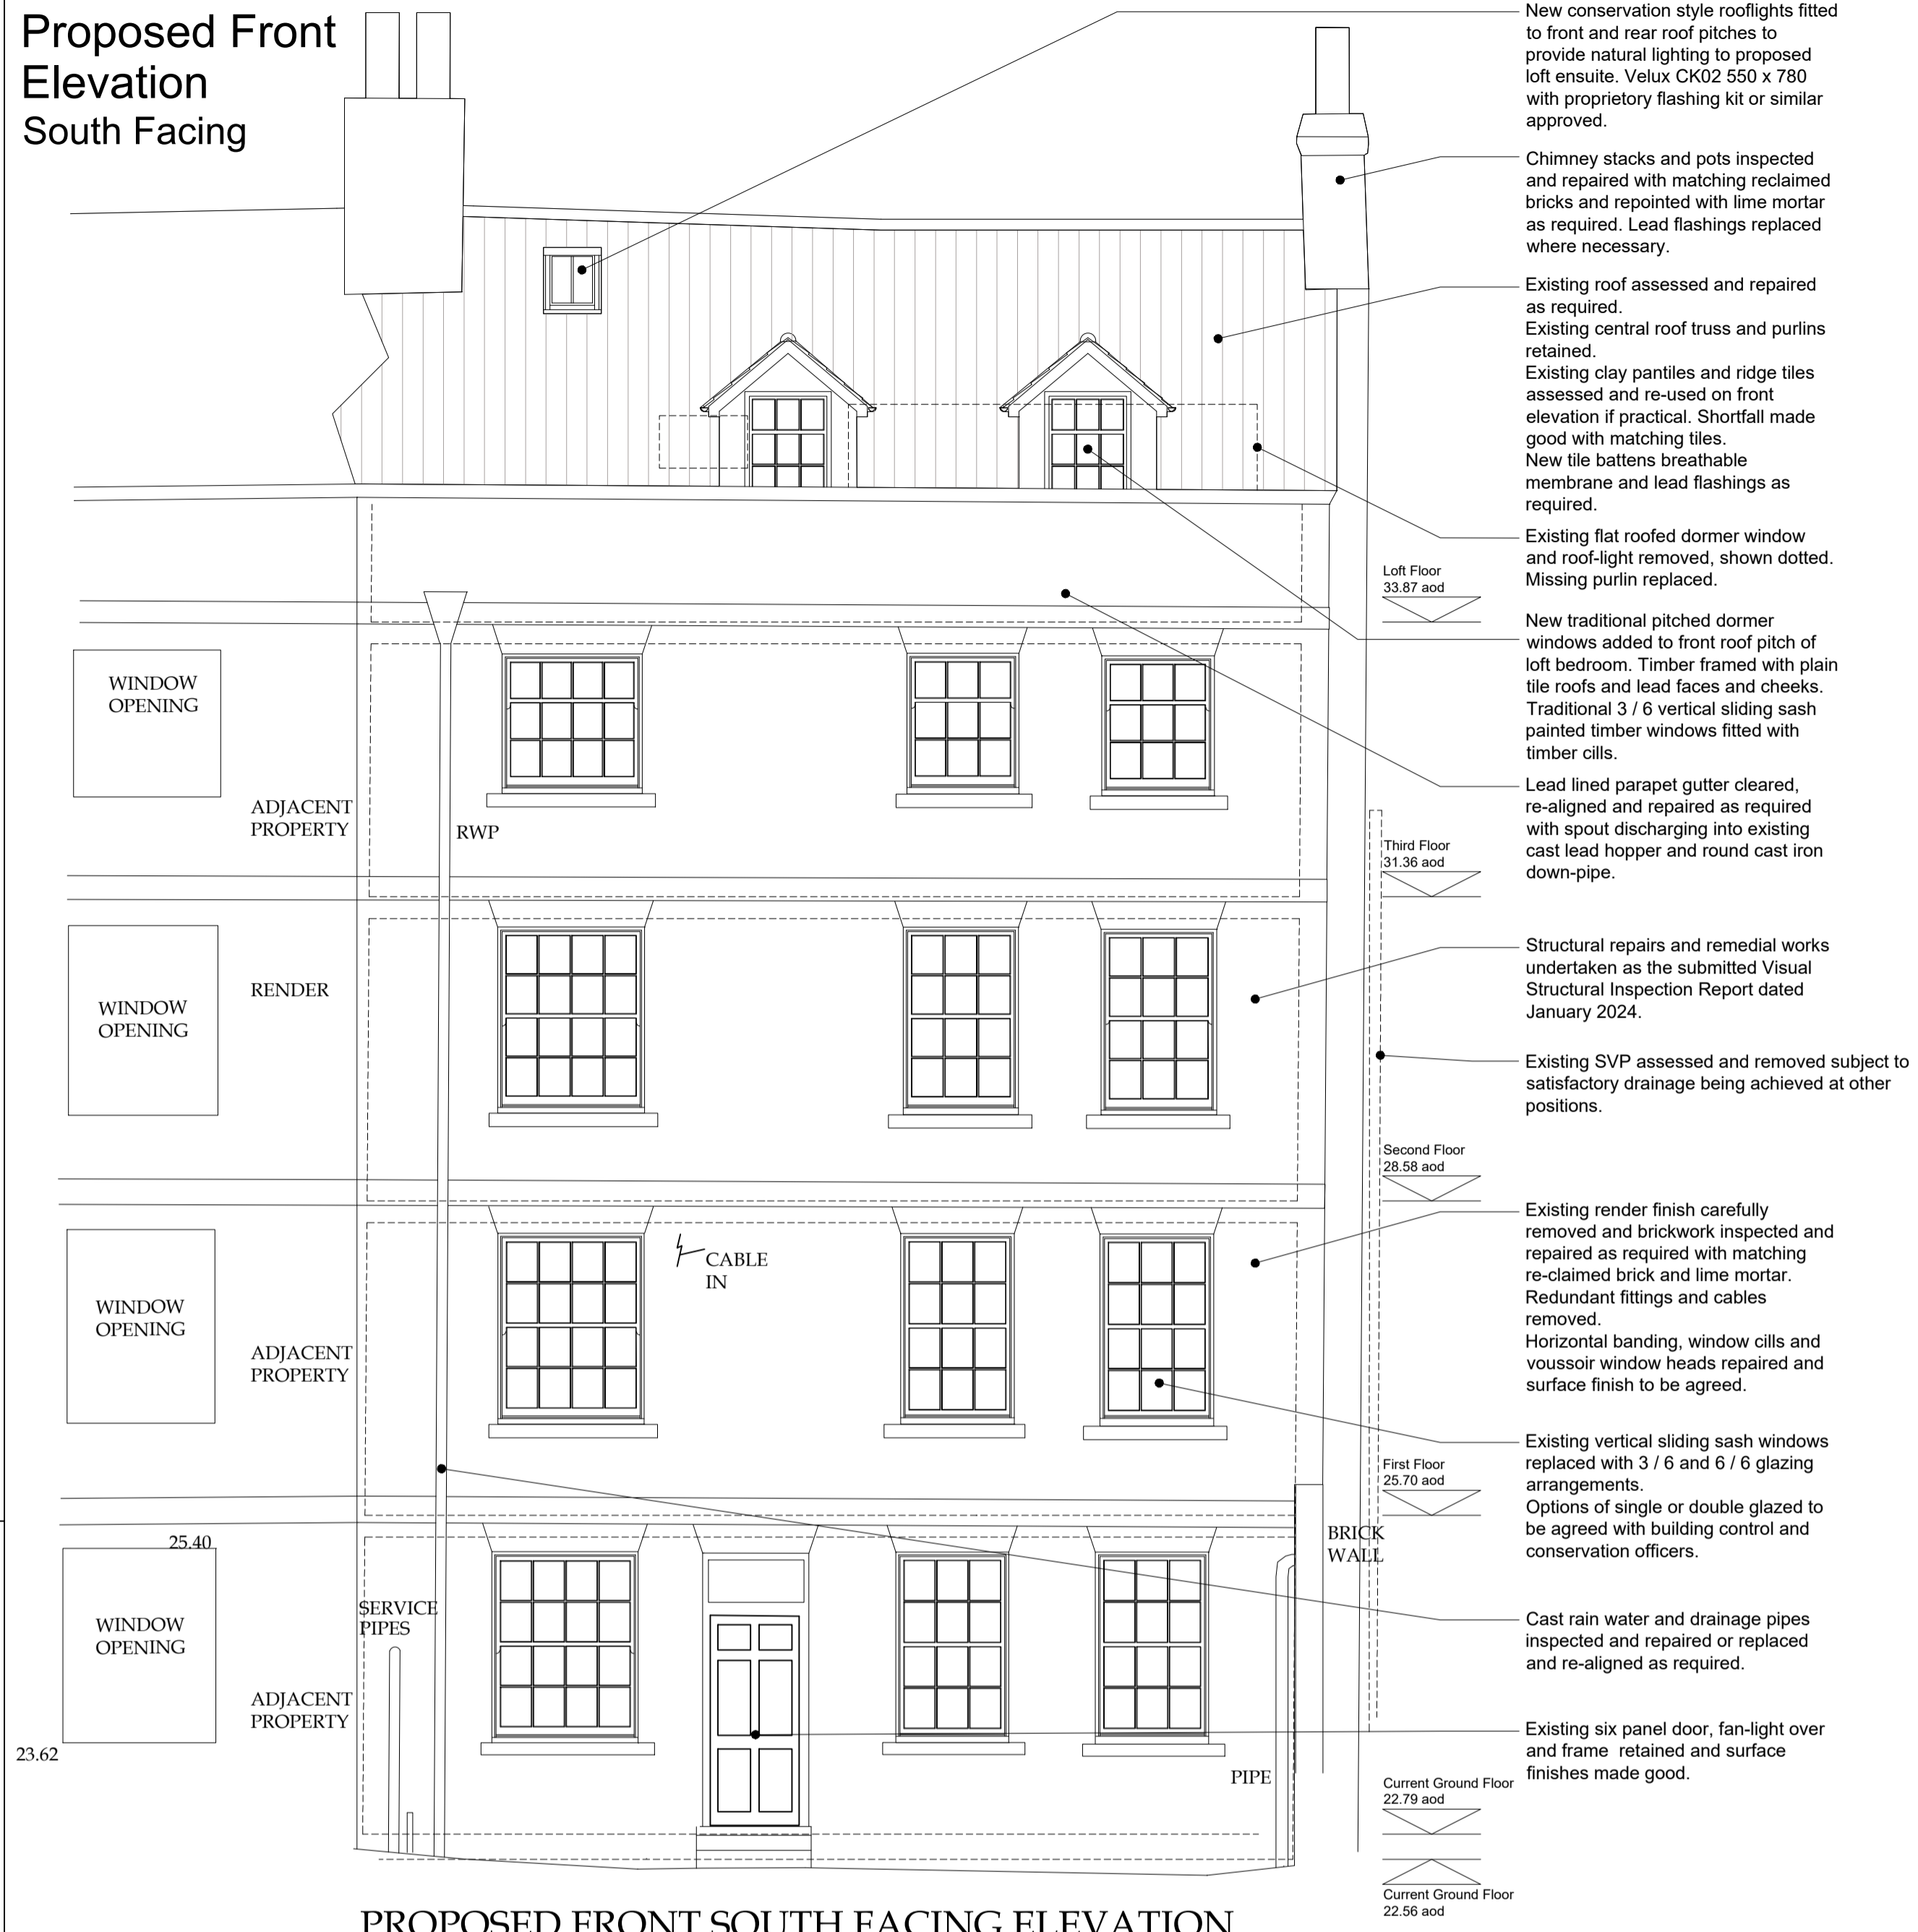 Proposed Front
Elevation
South Facing
New conservation style rooflights fitted
to front and rear roof pitches to
provide natural lighting to proposed
loft ensuite. Velux CK02 550 x 780
with proprietory flashing kit or similar
approved.
Chimney stacks and pots inspected
and repaired with matching reclaimed
bricks and repointed with lime mortar
as required. Lead flashings replaced
where necessary.
Existing roof assessed and repaired
as required.
Existing central roof truss and purlins
retained.
Existing clay pantiles and ridge tiles
assessed and re-used on front
elevation if practical. Shortfall made
good with matching tiles.
New tile battens breathable
membrane and lead flashings as
required.
Existing flat roofed dormer window
and roof-light removed, shown dotted.
Missing purlin replaced.
Loft Floor
33.87 aod
New traditional pitched dormer
windows added to front roof pitch of
loft bedroom. Timber framed with plain
tile roofs and lead faces and cheeks.
Traditional 3 / 6 vertical sliding sash
painted timber windows fitted with
timber cills.
WINDOW
OPENING
ADJACENT
PROPERTY
RWP
Lead lined parapet gutter cleared,
re-aligned and repaired as required
with spout discharging into existing
cast lead hopper and round cast iron
down-pipe.
Third Floor
31.36 aod
WINDOW
OPENING
RENDER
Structural repairs and remedial works
undertaken as the submitted Visual
Structural Inspection Report dated
January 2024.
Existing SVP assessed and removed subject to
satisfactory drainage being achieved at other
positions.
Second Floor
28.58 aod
WINDOW
OPENING
CABLE
IN
ADJACENT
PROPERTY
Existing render finish carefully
removed and brickwork inspected and
repaired as required with matching
re-claimed brick and lime mortar.
Redundant fittings and cables
removed.
Horizontal banding, window cills and
voussoir window heads repaired and
surface finish to be agreed.
Existing vertical sliding sash windows
replaced with 3 / 6 and 6 / 6 glazing
arrangements.
Options of single or double glazed to
be agreed with building control and
conservation officers.
First Floor
25.70 aod
25.40
BRICK
WALL
WINDOW
OPENING
SERVICE
PIPES
Cast rain water and drainage pipes
inspected and repaired or replaced
and re-aligned as required.
ADJACENT
PROPERTY
23.62
PIPE
Existing six panel door, fan-light over
and frame  retained and surface
finishes made good.
Current Ground Floor
22.79 aod
Current Ground Floor
22.56 aod
PROPOSED FRONT SOUTH FACING ELEVATION